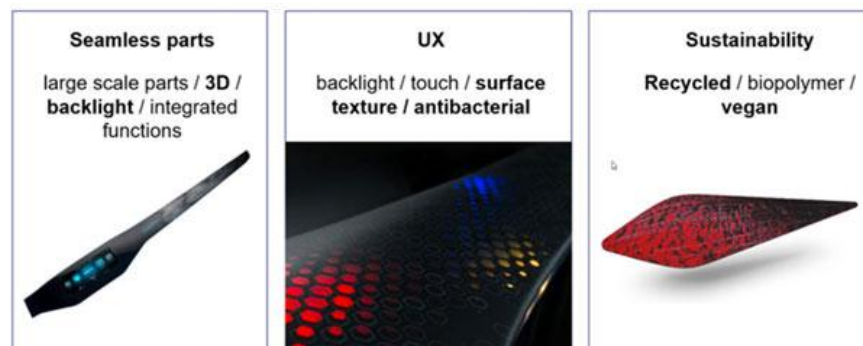 Seamless parts
large scale parts / 3D /
backlight / integrated
functions
UX
backlight / touch / surface
texture / antibacterial
Sustainability
Recycled / biopolymer /
vegan